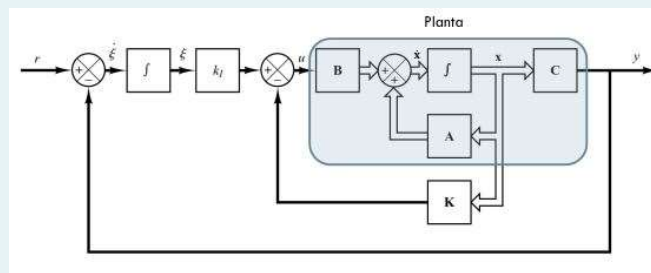 Planta
r + − ξ̇ ∫ ξ k_I + − u B + + ẋ ∫ x C y
A
K